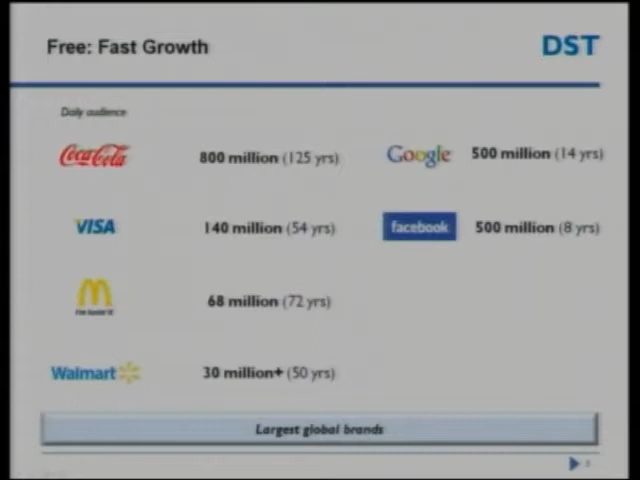 Free: Fast Growth
DST
Daily audience
Coca-Cola 800 million (125 yrs)
Google 500 million (14 yrs)
VISA 140 million (54 yrs)
facebook 500 million (8 yrs)
68 million (72 yrs)
Walmart 30 million+ (50 yrs)
Largest global brands